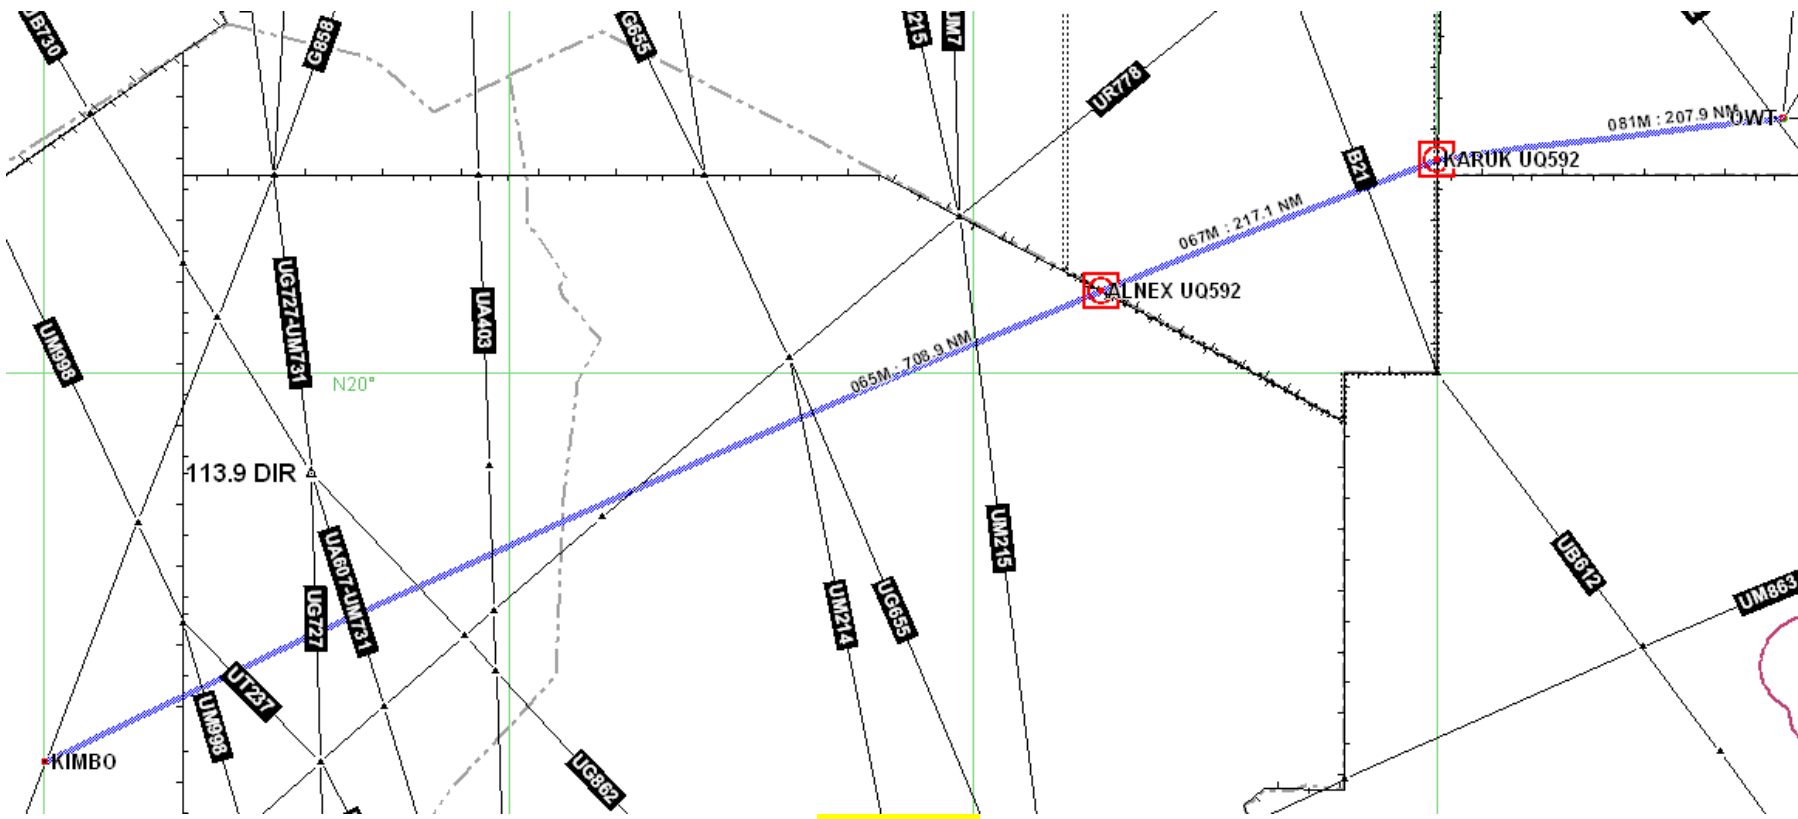 UB730
G858
G655
UM7
UR778
B21
081M : 207.9 NM
OWT
KARUK UQ592
067M : 217.1 NM
ALNEX UQ592
UG727-UM731
UA403
UM998
N20°
065M : 708.9 NM
113.9 DIR
UM215
UA607-UM731
UG727
UM214
UG655
UB612
UM863
UT237
UM998
KIMBO
UG862